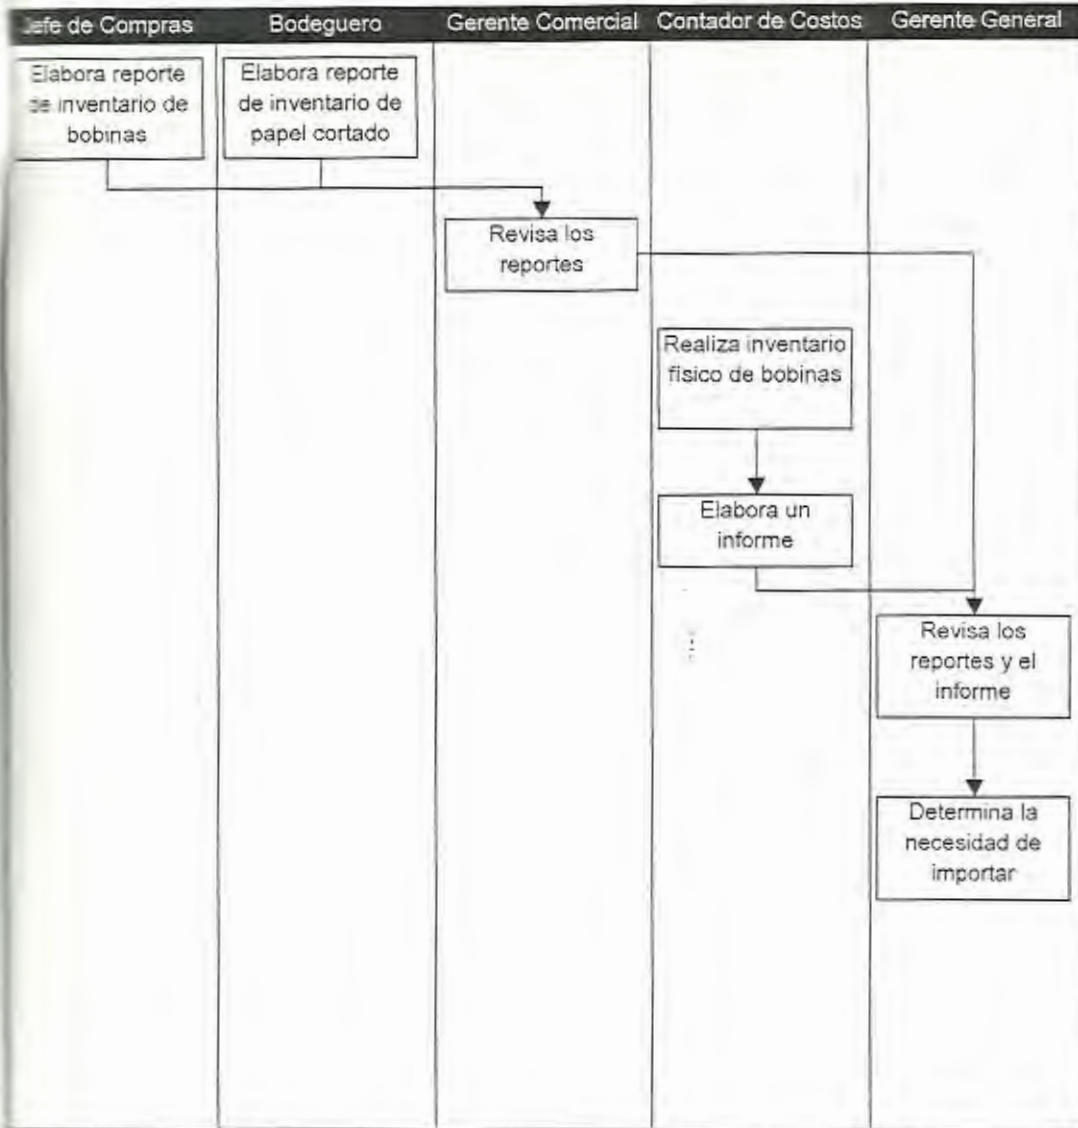 Jefe de Compras Bodeguero Gerente Comercial Contador de Costos Gerente General
Elabora reporte
de inventario de
bobinas
Elabora reporte
de inventario de
papel cortado
Revisa los
reportes
Realiza inventario
físico de bobinas
Elabora un
informe
Revisa los
reportes y el
informe
Determina la
necesidad de
importar